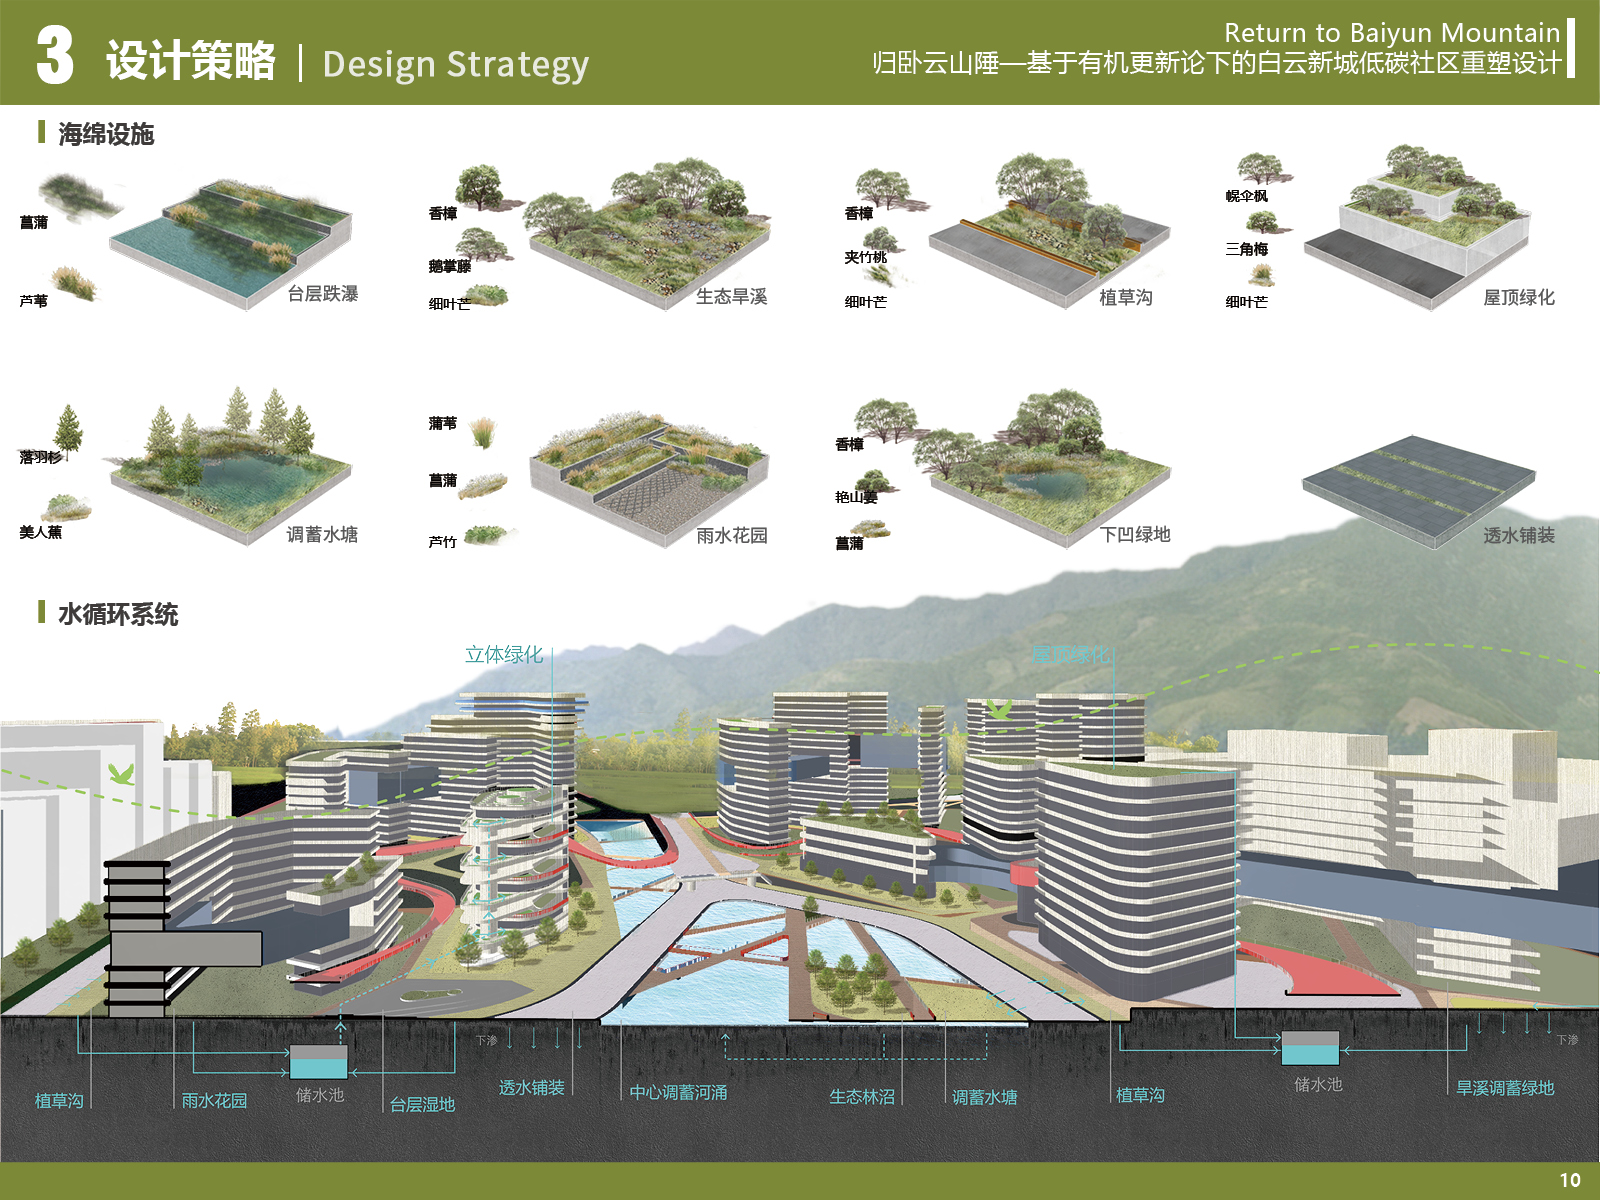 3 设计策略 | Design Strategy
Return to Baiyun Mountain
归卧云山陲—基于有机更新论下的白云新城低碳社区重塑设计
海绵设施
菖蒲
芦苇
台层跌瀑
香樟
鹅掌藤
细叶芒
生态旱溪
香樟
夹竹桃
细叶芒
植草沟
幌伞枫
三角梅
细叶芒
屋顶绿化
落羽杉
美人蕉
调蓄水塘
蒲苇
菖蒲
芦竹
雨水花园
香樟
艳山姜
菖蒲
下凹绿地
透水铺装
水循环系统
立体绿化
屋顶绿化
下渗
下渗
植草沟
雨水花园
储水池
台层湿地
透水铺装
中心调蓄河涌
生态林沼
调蓄水塘
植草沟
储水池
旱溪调蓄绿地
10